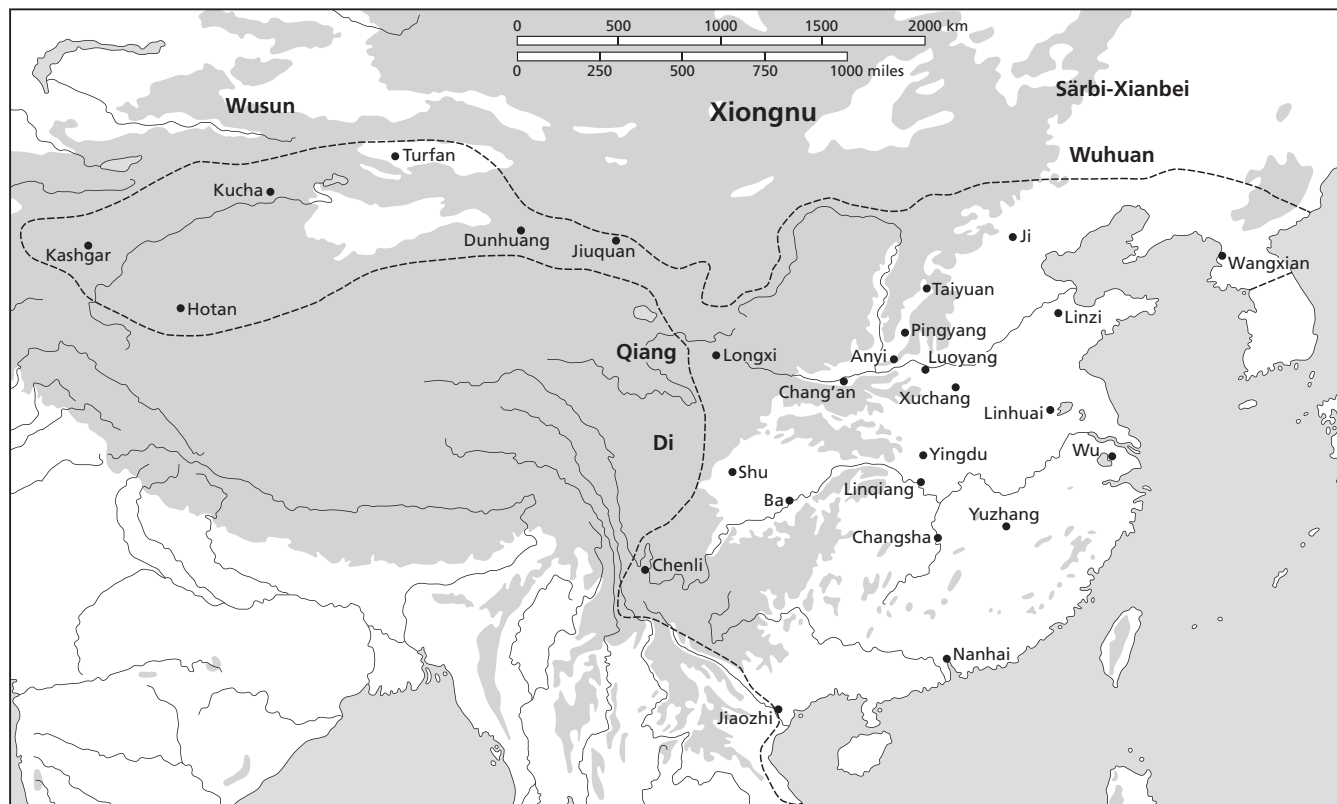 0 500 1000 1500 2000 km
0 250 500 750 1000 miles
Särbi-Xianbei
Wusun
Xiongnu
Wuhuan
Turfan
Kucha
Ji
Dunhuang
Jiuquan
Kashgar
Wangxian
Taiyuan
Hotan
Linzi
Pingyang
Qiang
Longxi
Anyi
Luoyang
Chang'an
Xuchang
Linhuai
Di
Wu
Yingdu
Shu
Linqiang
Ba
Yuzhang
Changsha
Chenli
Nanhai
Jiaozhi